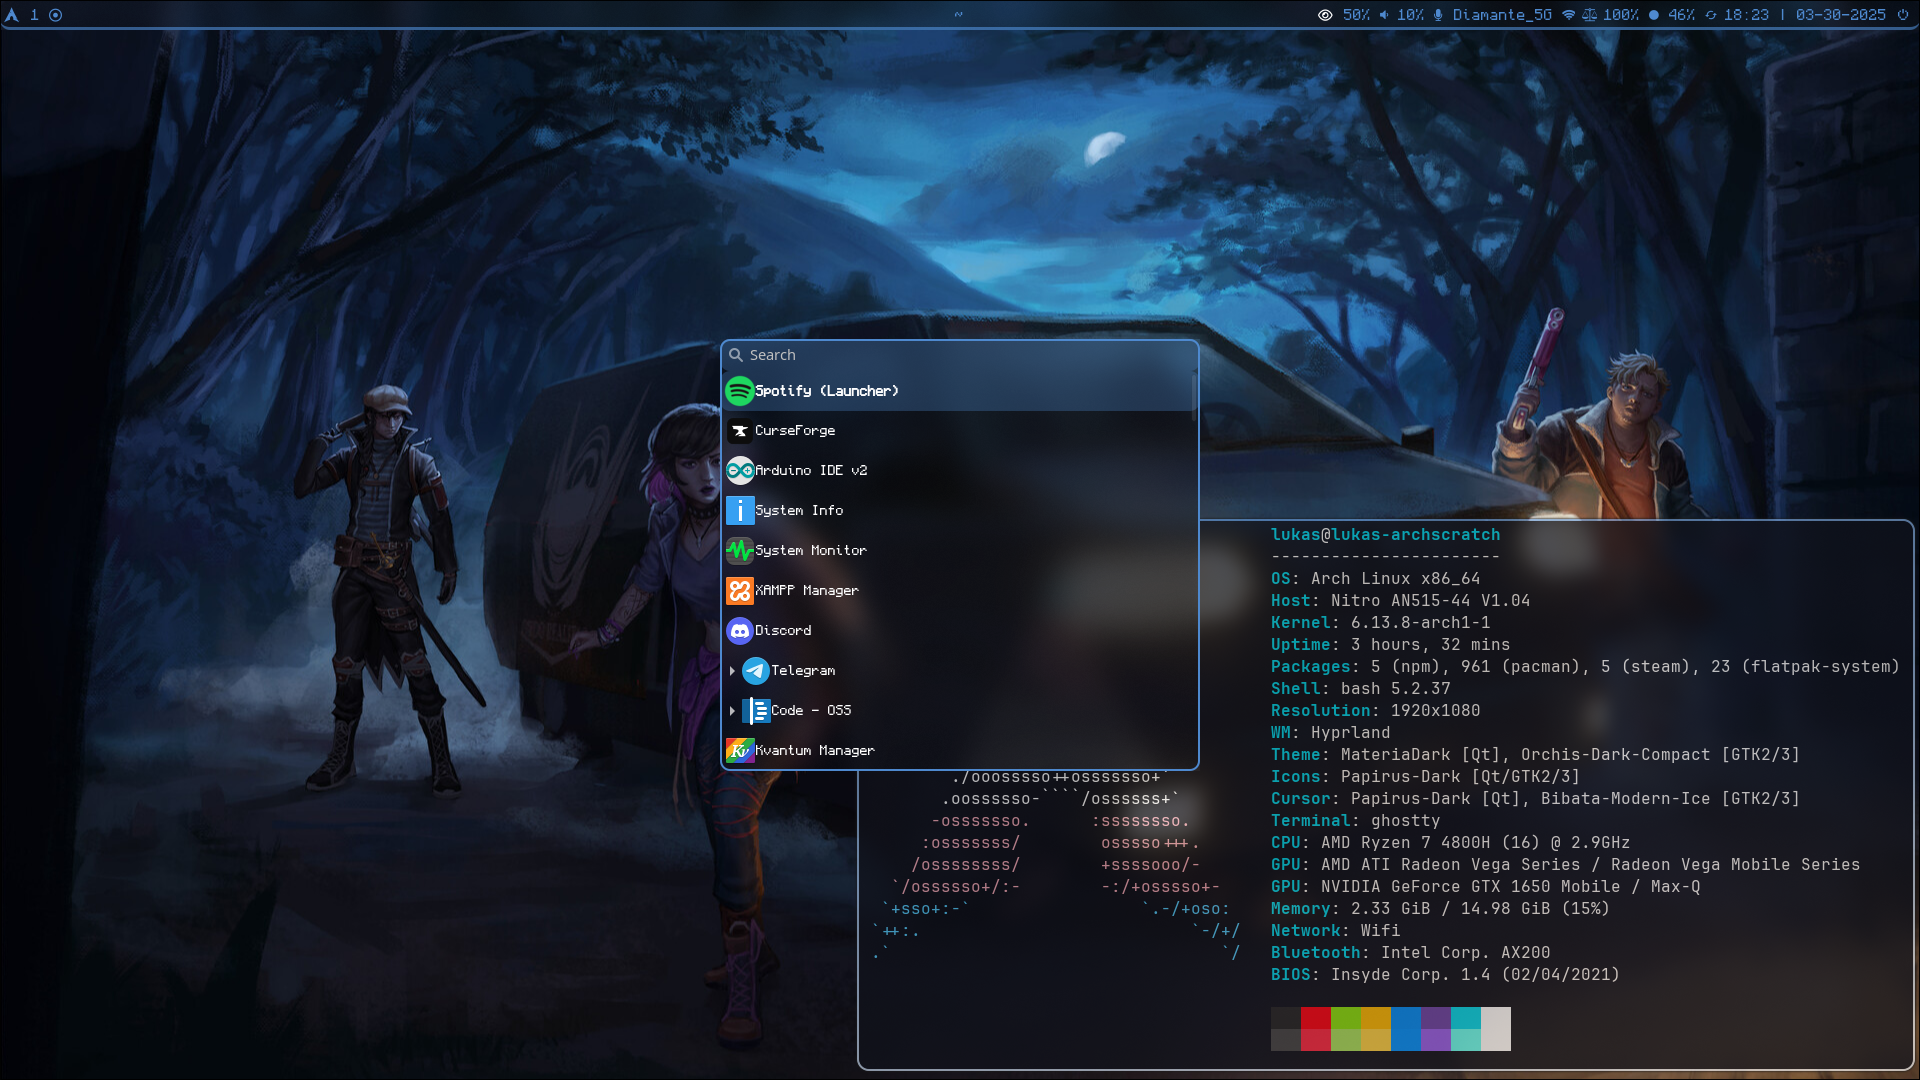 1
~
50% 10% Diamante_5G 100% 46% 18:23 | 03-30-2025
Search
Spotify (Launcher)
CurseForge
Arduino IDE v2
System Info
System Monitor
XAMPP Manager
Discord
Telegram
Code - OSS
Kvantum Manager
./ooosssso++osssssso+`
.oossssso-````/ossssss+`
-osssssso.      :ssssssso.
:osssssss/        osssso+++.
/ossssssss/        +ssssooo/-
`/ossssso+/:-        -:/+osssso+-
`+sso+:-`                 `.-/+oso:
`++:.                           `-/+/
.`                                 `/
lukas@lukas-archscratch
-----------------------
OS: Arch Linux x86_64
Host: Nitro AN515-44 V1.04
Kernel: 6.13.8-arch1-1
Uptime: 3 hours, 32 mins
Packages: 5 (npm), 961 (pacman), 5 (steam), 23 (flatpak-system)
Shell: bash 5.2.37
Resolution: 1920x1080
WM: Hyprland
Theme: MateriaDark [Qt], Orchis-Dark-Compact [GTK2/3]
Icons: Papirus-Dark [Qt/GTK2/3]
Cursor: Papirus-Dark [Qt], Bibata-Modern-Ice [GTK2/3]
Terminal: ghostty
CPU: AMD Ryzen 7 4800H (16) @ 2.9GHz
GPU: AMD ATI Radeon Vega Series / Radeon Vega Mobile Series
GPU: NVIDIA GeForce GTX 1650 Mobile / Max-Q
Memory: 2.33 GiB / 14.98 GiB (15%)
Network: Wifi
Bluetooth: Intel Corp. AX200
BIOS: Insyde Corp. 1.4 (02/04/2021)